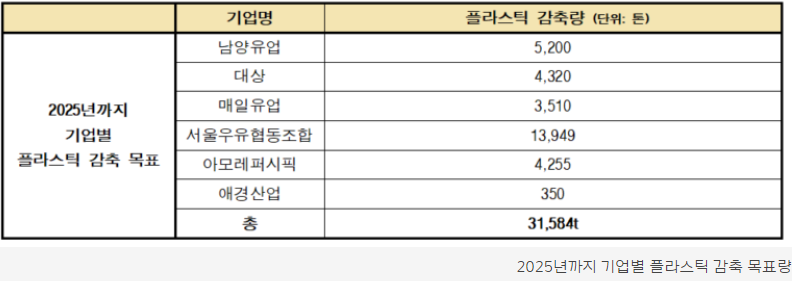 기업명 플라스틱 감축량 (단위: 톤)
2025년까지
기업별
플라스틱 감축 목표
남양유업 5,200
대상 4,320
매일유업 3,510
서울우유협동조합 13,949
아모레퍼시픽 4,255
애경산업 350
총 31,584t
2025년까지 기업별 플라스틱 감축 목표량